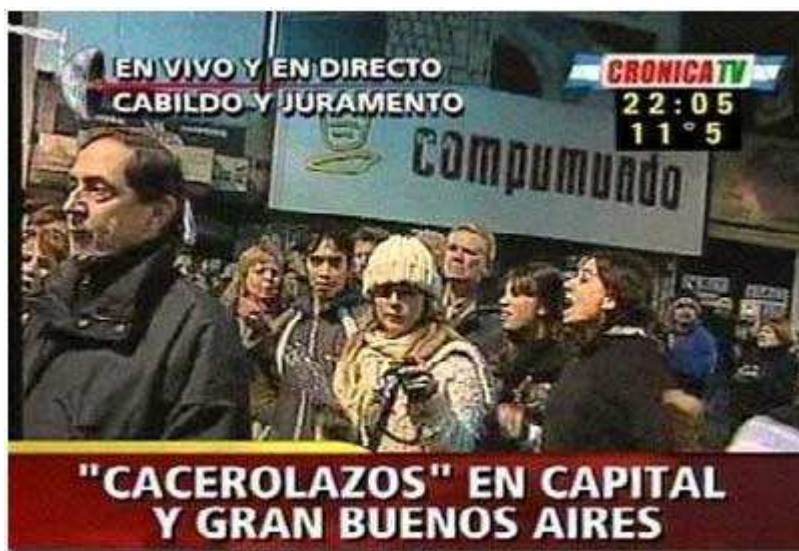 EN VIVO Y EN DIRECTO
CABILDO Y JURAMENTO
CRONICA TV
22:05
11°5
compumundo
"CACEROLAZOS" EN CAPITAL
Y GRAN BUENOS AIRES